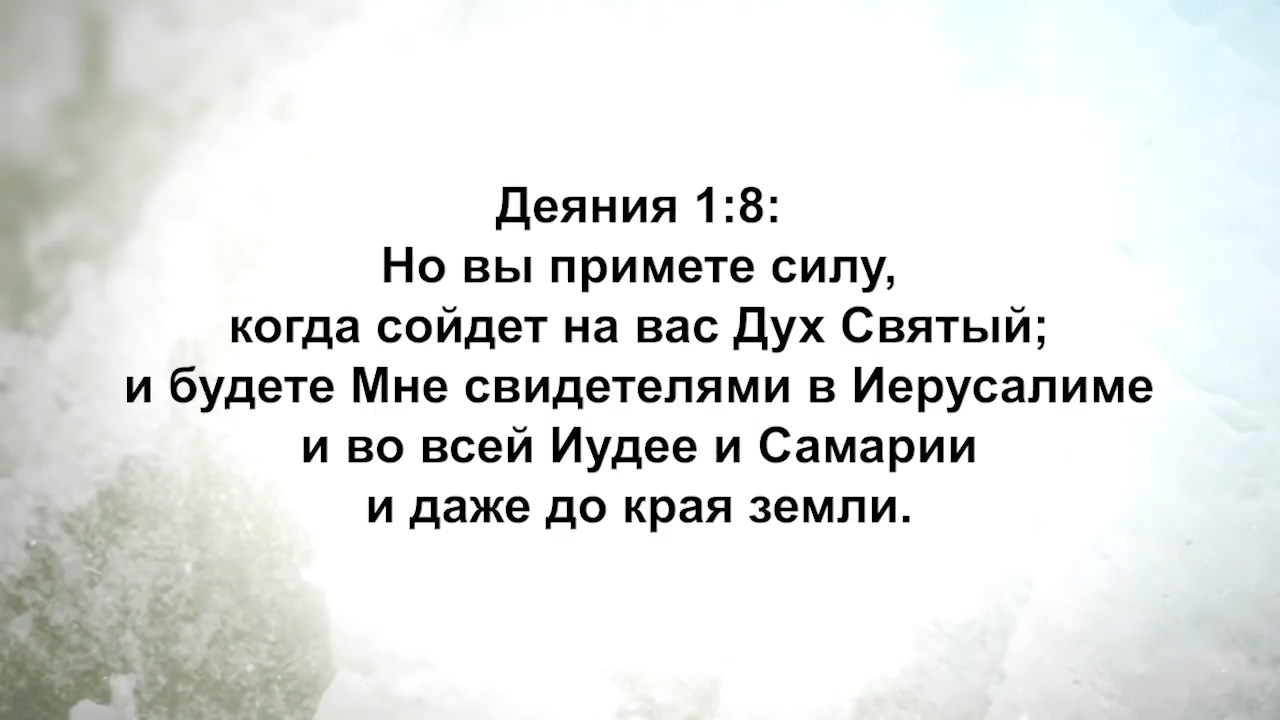 Деяния 1:8:
Но вы примете силу,
когда сойдет на вас Дух Святый;
и будете Мне свидетелями в Иерусалиме
и во всей Иудее и Самарии
и даже до края земли.